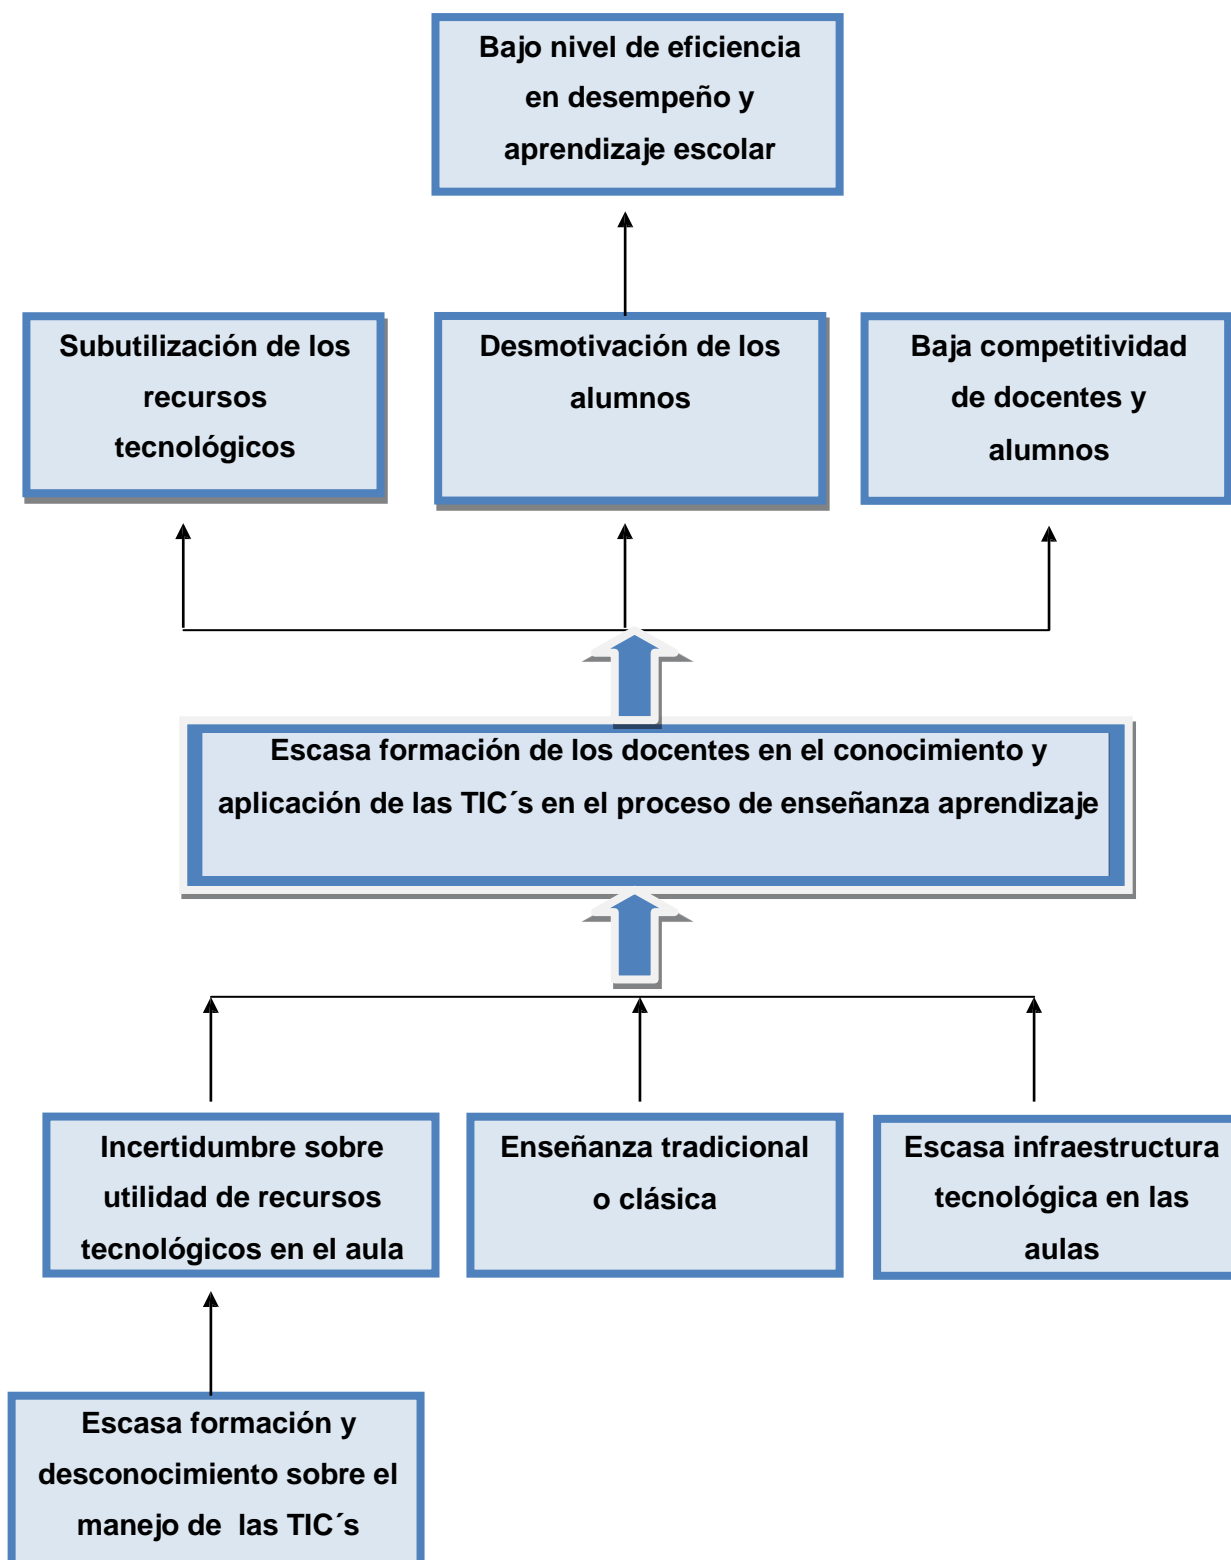 Bajo nivel de eficiencia
en desempeño y
aprendizaje escolar
Subutilización de los
recursos
tecnológicos
Desmotivación de los
alumnos
Baja competitividad
de docentes y
alumnos
Escasa formación de los docentes en el conocimiento y
aplicación de las TIC´s en el proceso de enseñanza aprendizaje
Incertidumbre sobre
utilidad de recursos
tecnológicos en el aula
Enseñanza tradicional
o clásica
Escasa infraestructura
tecnológica en las
aulas
Escasa formación y
desconocimiento sobre el
manejo de  las TIC´s